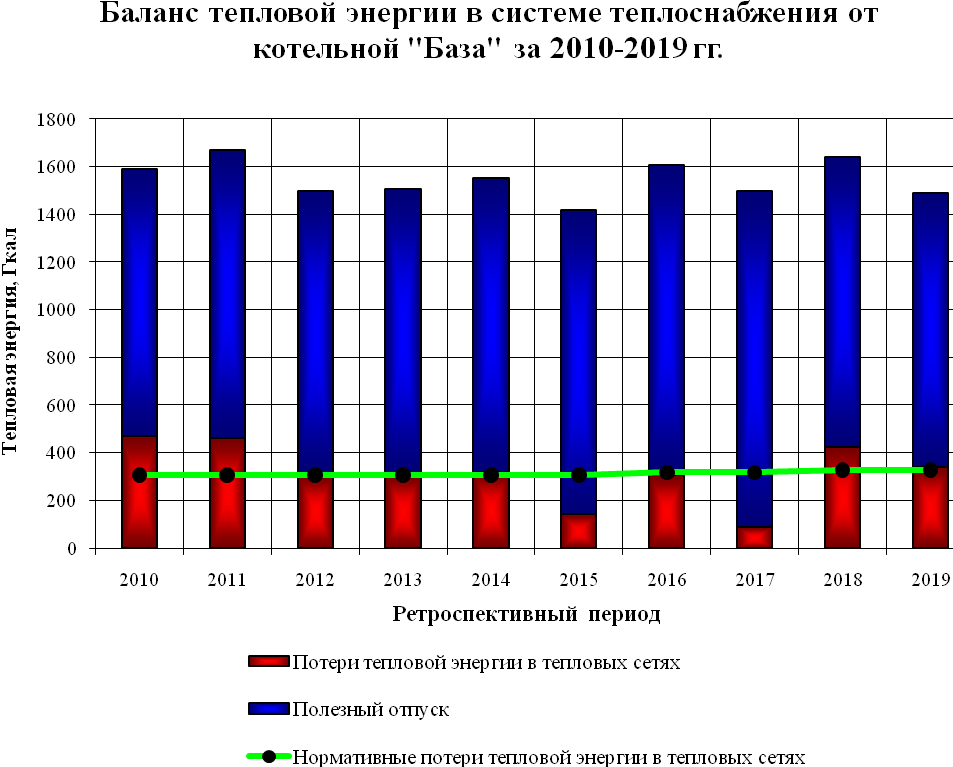 Баланс тепловой энергии в системе теплоснабжения от
котельной "База" за 2010-2019 гг.
Тепловая энергия, Гкал
1800
1600
1400
1200
1000
800
600
400
200
0
2010 2011 2012 2013 2014 2015 2016 2017 2018 2019
Ретроспективный период
Потери тепловой энергии в тепловых сетях
Полезный отпуск
Нормативные потери тепловой энергии в тепловых сетях